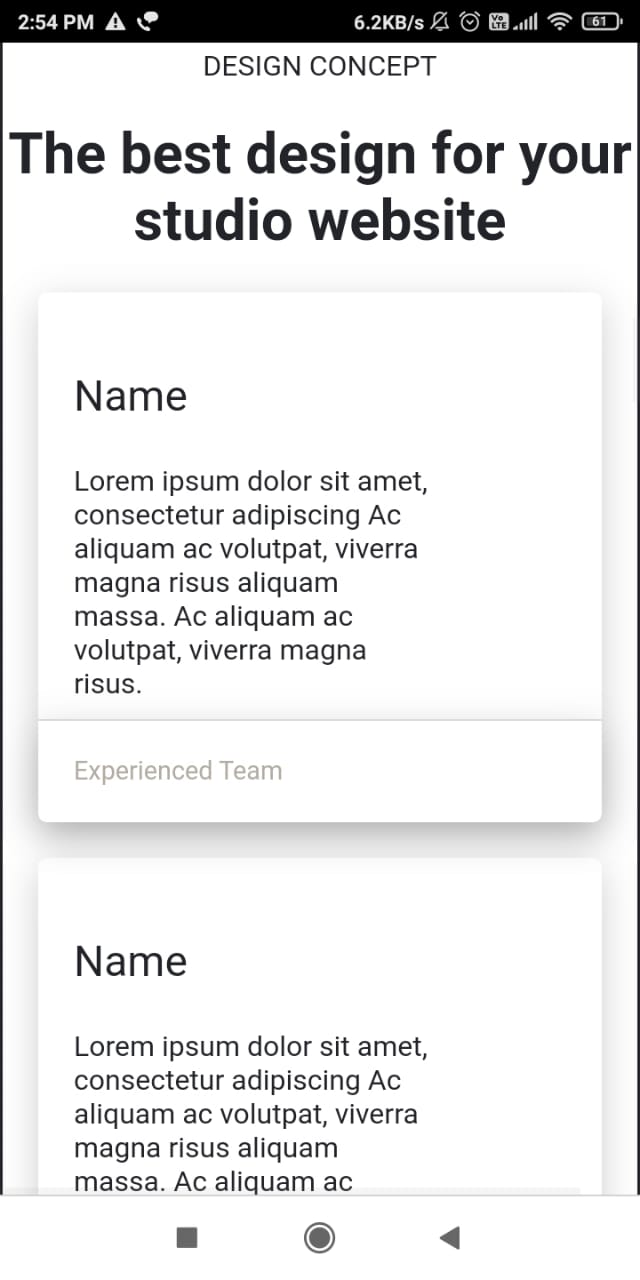 2:54 PM 6.2KB/s Vo LTE 61
DESIGN CONCEPT
The best design for your
studio website
Name
Lorem ipsum dolor sit amet,
consectetur adipiscing Ac
aliquam ac volutpat, viverra
magna risus aliquam
massa. Ac aliquam ac
volutpat, viverra magna
risus.
Experienced Team
Name
Lorem ipsum dolor sit amet,
consectetur adipiscing Ac
aliquam ac volutpat, viverra
magna risus aliquam
massa. Ac aliquam ac